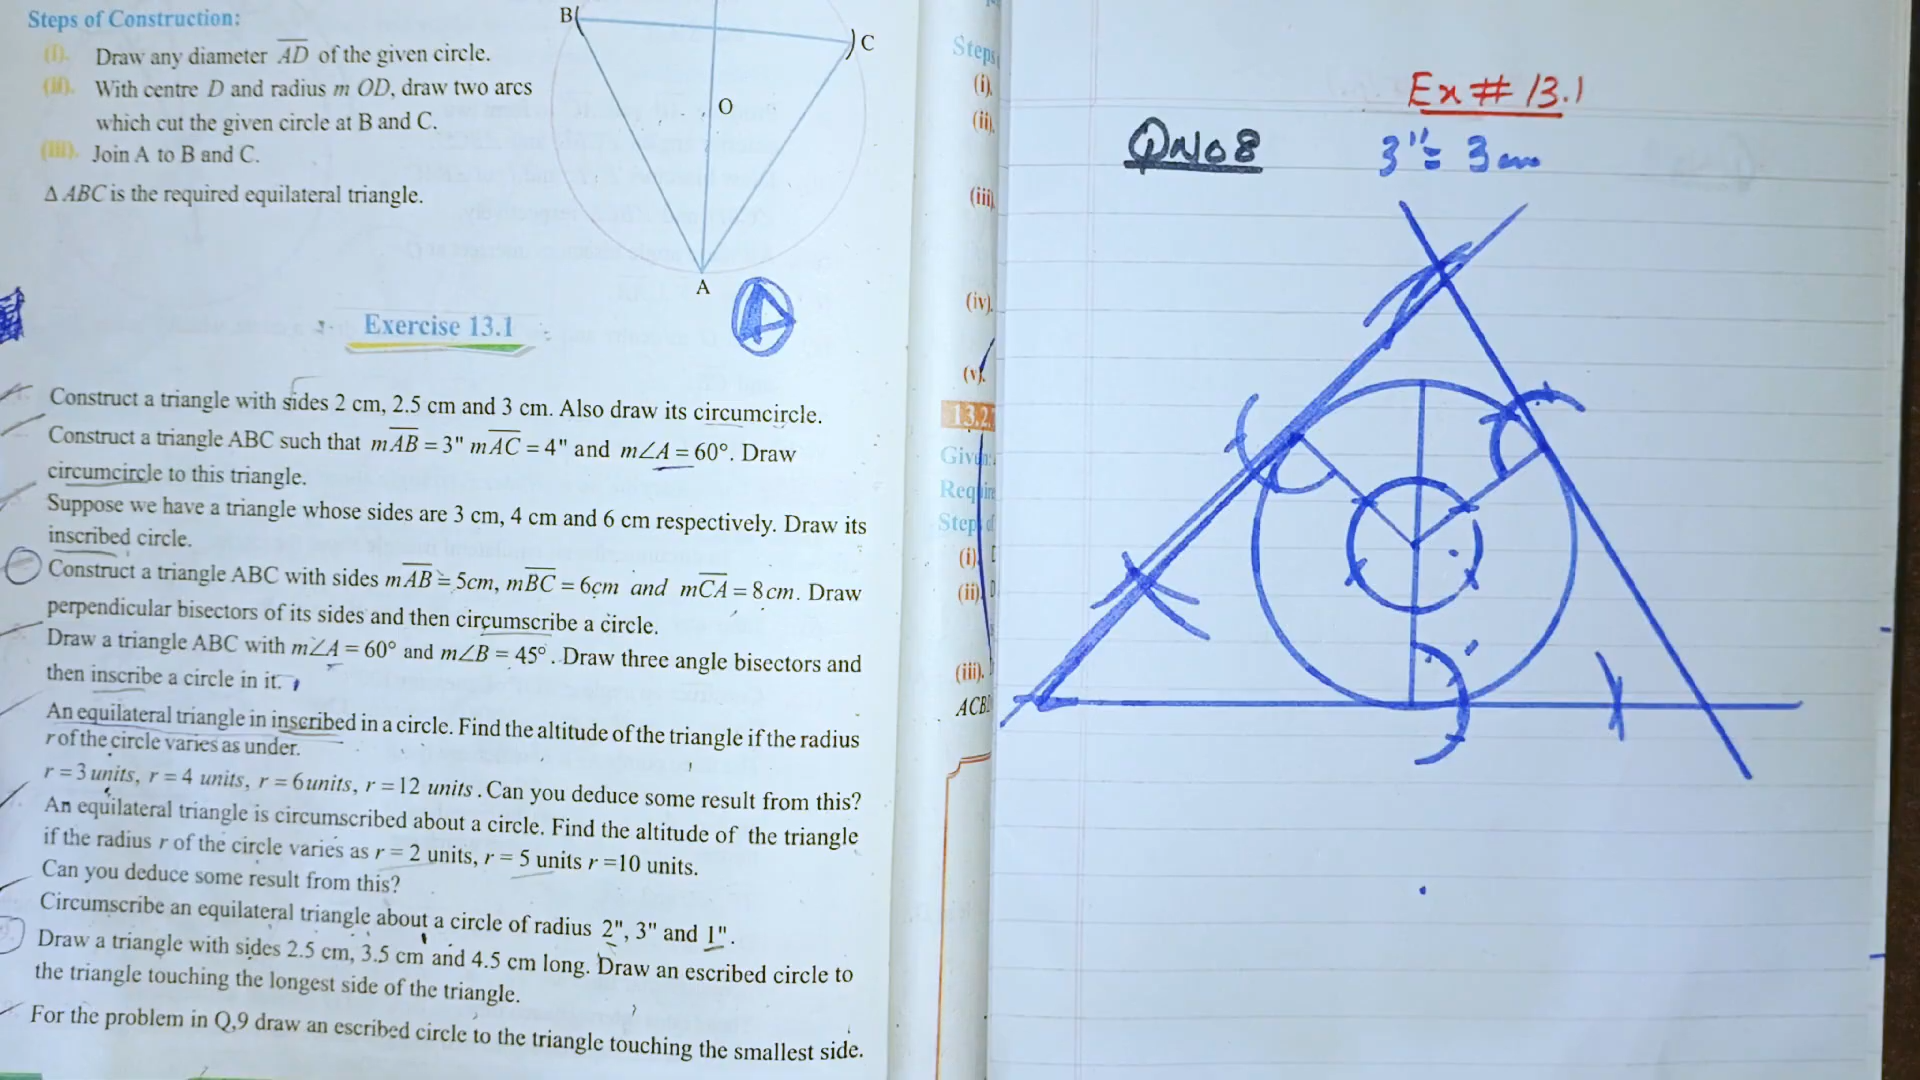 Steps of Construction:
(i). Draw any diameter AD of the given circle.
(ii). With centre D and radius m OD, draw two arcs
which cut the given circle at B and C.
(iii). Join A to B and C.
Δ ABC is the required equilateral triangle.
B
C
O
A
Exercise 13.1
Construct a triangle with sides 2 cm, 2.5 cm and 3 cm. Also draw its circumcircle.
Construct a triangle ABC such that mAB = 3" mAC = 4" and m∠A = 60°. Draw
circumcircle to this triangle.
Suppose we have a triangle whose sides are 3 cm, 4 cm and 6 cm respectively. Draw its
inscribed circle.
Construct a triangle ABC with sides mAB = 5cm, mBC = 6cm and mCA = 8cm. Draw
perpendicular bisectors of its sides and then circumscribe a circle.
Draw a triangle ABC with m∠A = 60° and m∠B = 45°. Draw three angle bisectors and
then inscribe a circle in it.
An equilateral triangle in inscribed in a circle. Find the altitude of the triangle if the radius
r of the circle varies as under.
r = 3 units, r = 4 units, r = 6units, r = 12 units. Can you deduce some result from this?
An equilateral triangle is circumscribed about a circle. Find the altitude of the triangle
if the radius r of the circle varies as r = 2 units, r = 5 units r =10 units.
Can you deduce some result from this?
Circumscribe an equilateral triangle about a circle of radius 2", 3" and 1".
Draw a triangle with sides 2.5 cm, 3.5 cm and 4.5 cm long. Draw an escribed circle to
the triangle touching the longest side of the triangle.
For the problem in Q,9 draw an escribed circle to the triangle touching the smallest side.
Steps
(i).
(ii).
(iii).
(iv).
(v).
13.2.
(i).
(ii).
(iii).
Ex # 13.1
QNo8
3" = 3 cm